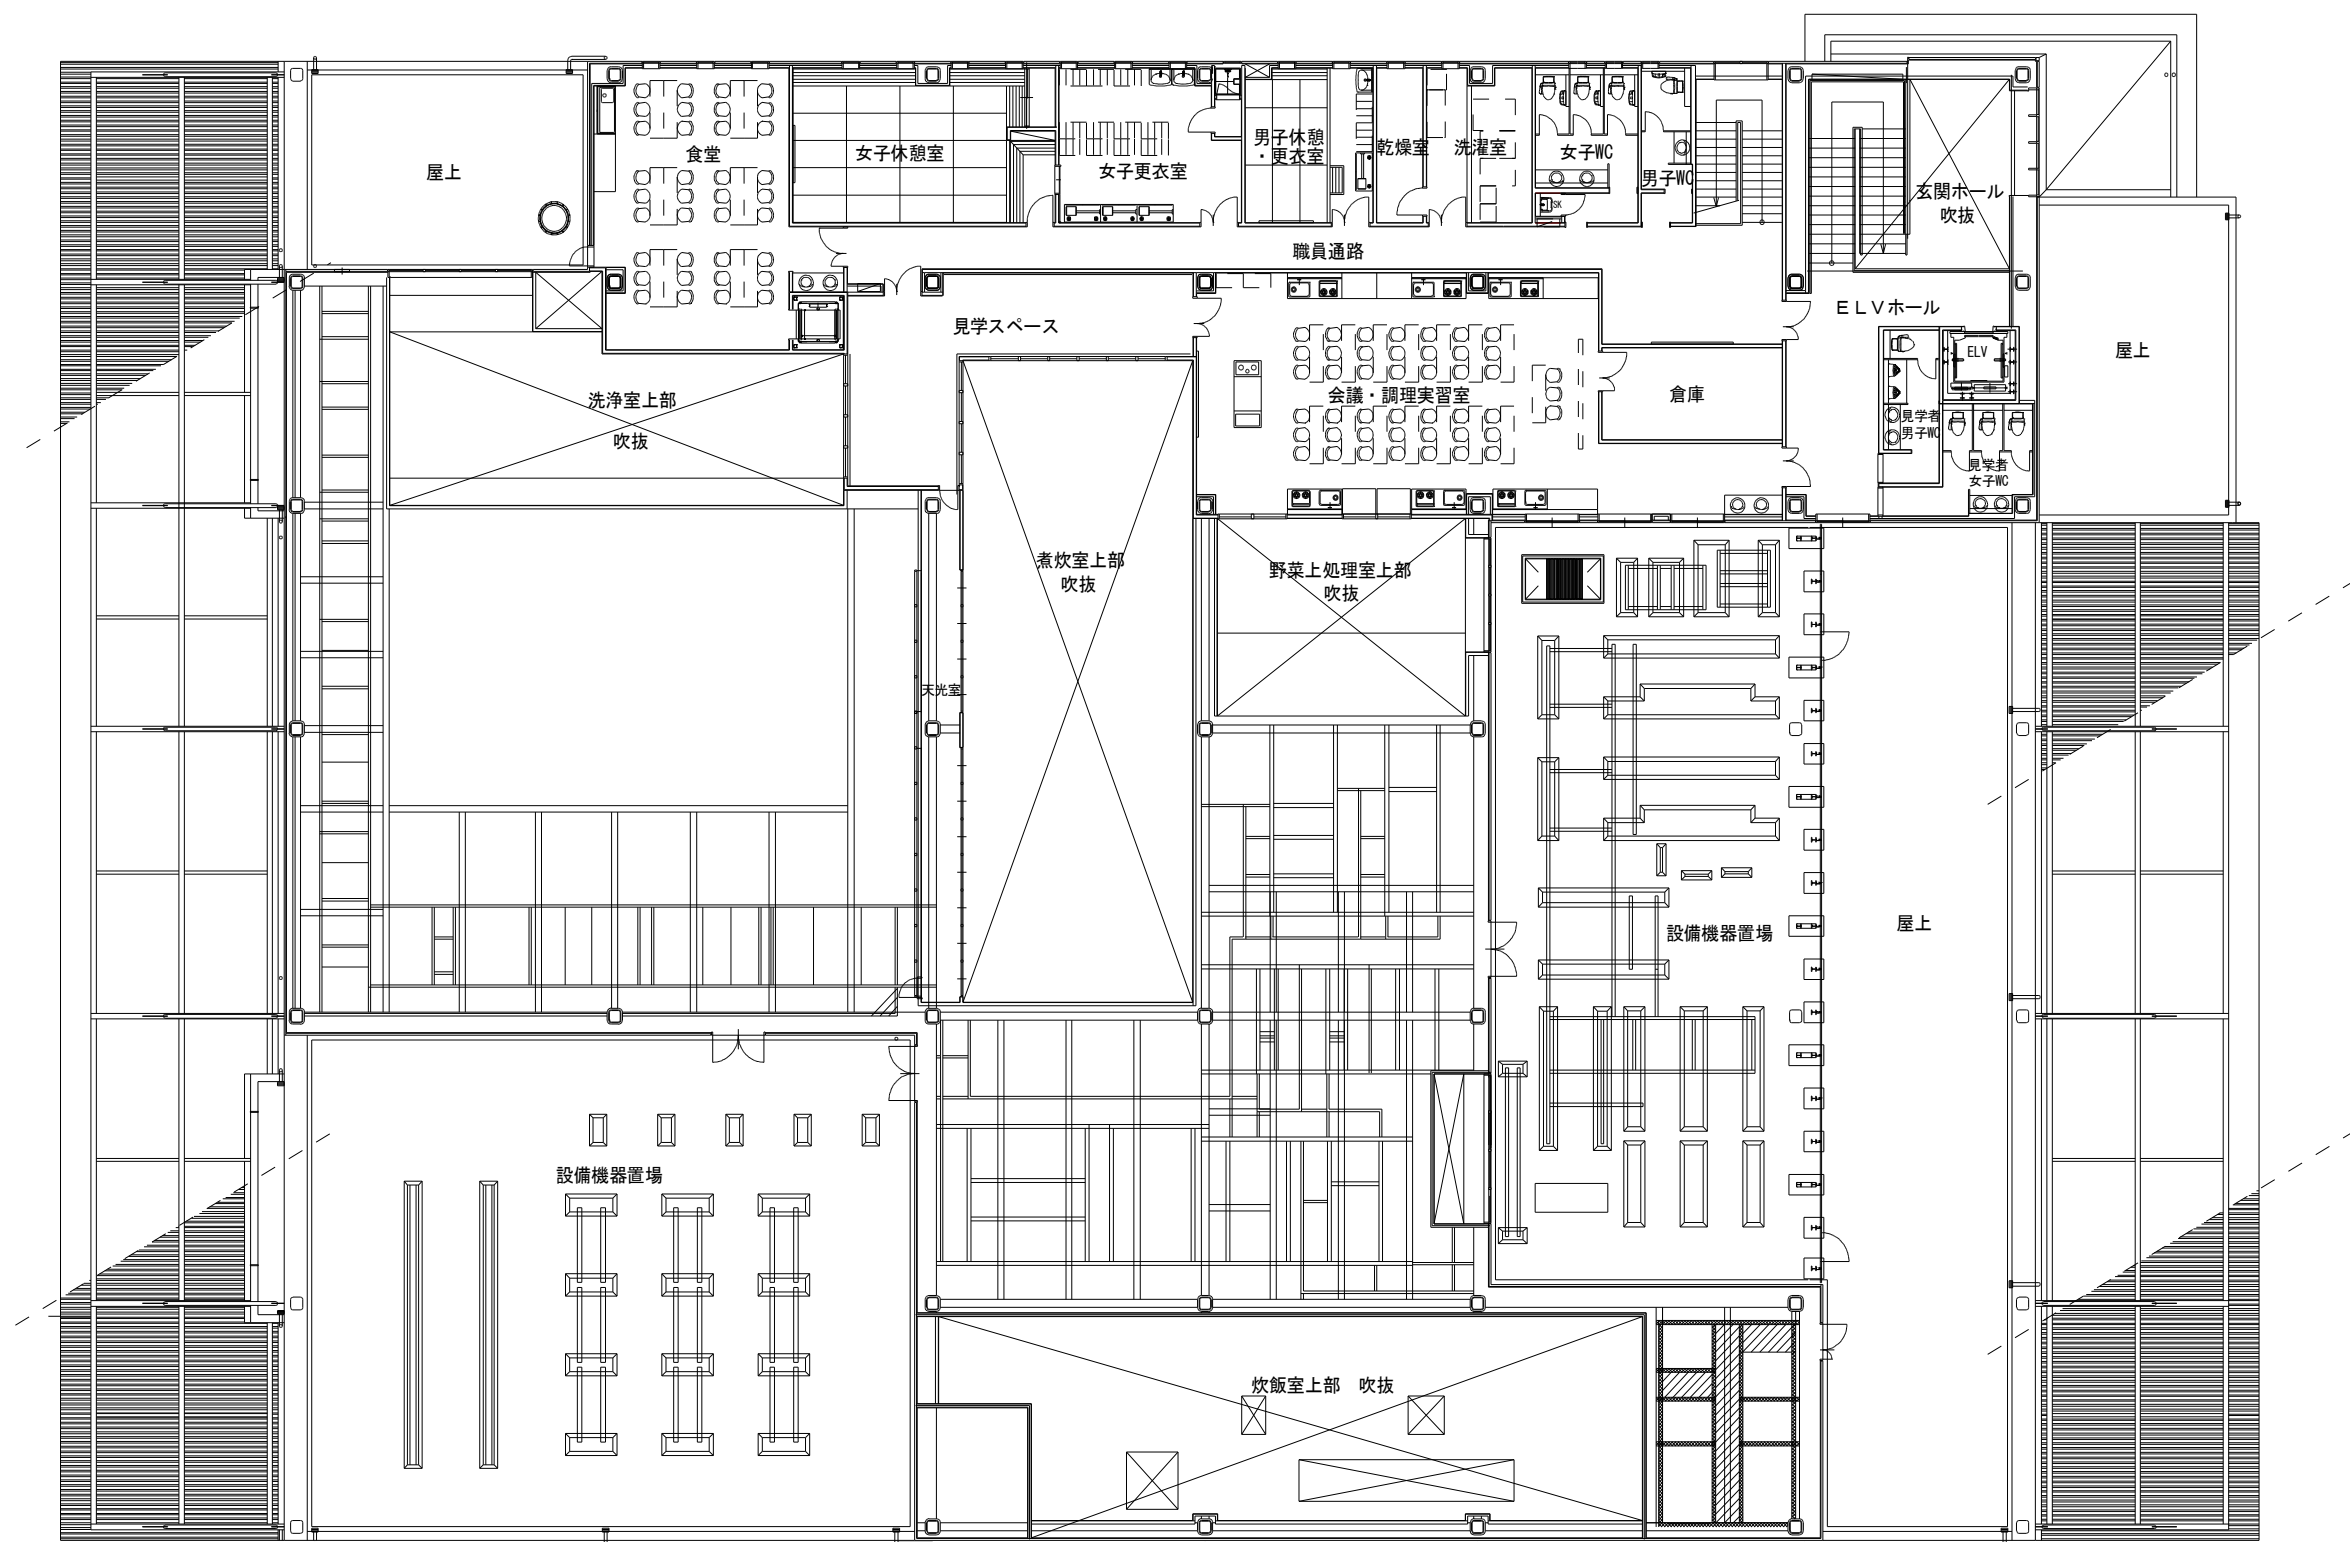 屋上
食堂
女子休憩室
女子更衣室
男子休憩
・更衣室
乾燥室
洗濯室
女子WC
男子WC
SK
玄関ホール
吹抜
職員通路
ELVホール
見学スペース
ELV
屋上
洗浄室上部
吹抜
会議・調理実習室
倉庫
見学者
男子WC
見学者
女子WC
煮炊室上部
吹抜
野菜上処理室上部
吹抜
天光室
設備機器置場
屋上
設備機器置場
炊飯室上部　吹抜